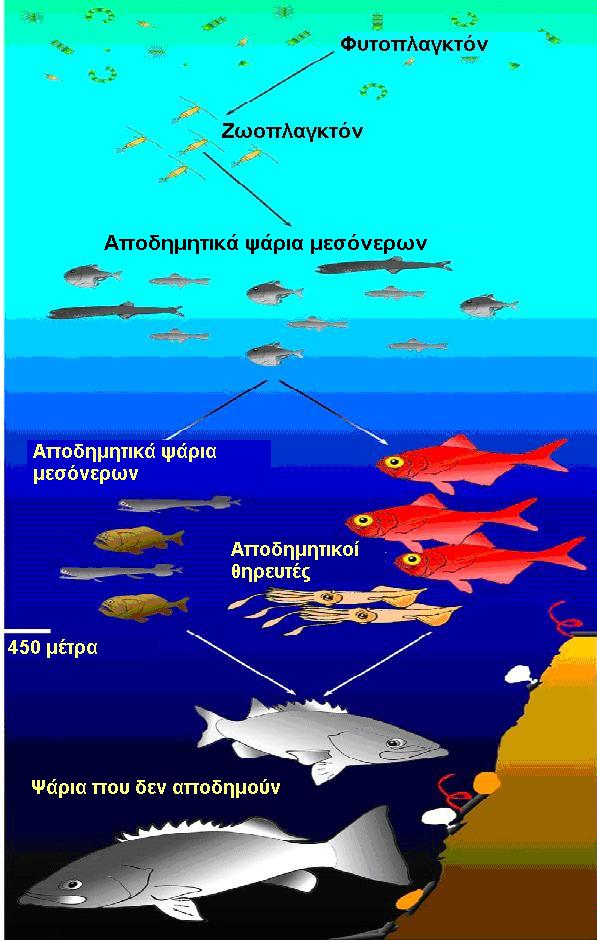 Φυτοπλαγκτόν
Ζωοπλαγκτόν
Αποδημητικά ψάρια μεσόνερων
Αποδημητικά ψάρια
μεσόνερων
Αποδημητικοί
θηρευτές
450 μέτρα
Ψάρια που δεν αποδημούν